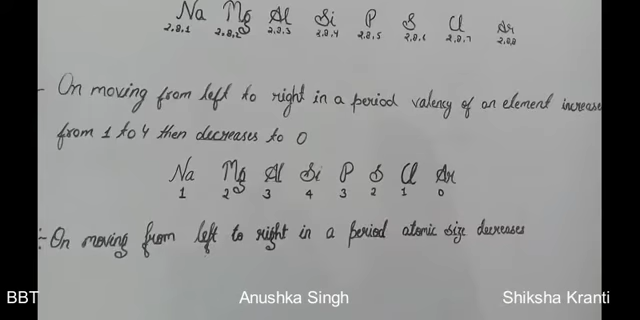 Na Mg Al Si P S Cl Ar
2,8,1 2,8,2 2,8,3 2,8,4 2,8,5 2,8,6 2,8,7 2,8,8
- On moving from left to right in a period valency of an element increase
from 1 to 4 then decreases to 0
Na Mg Al Si P S Cl Ar
1 2 3 4 3 2 1 0
÷ On moving from left to right in a period atomic size decreases
BBT Anushka Singh Shiksha Kranti